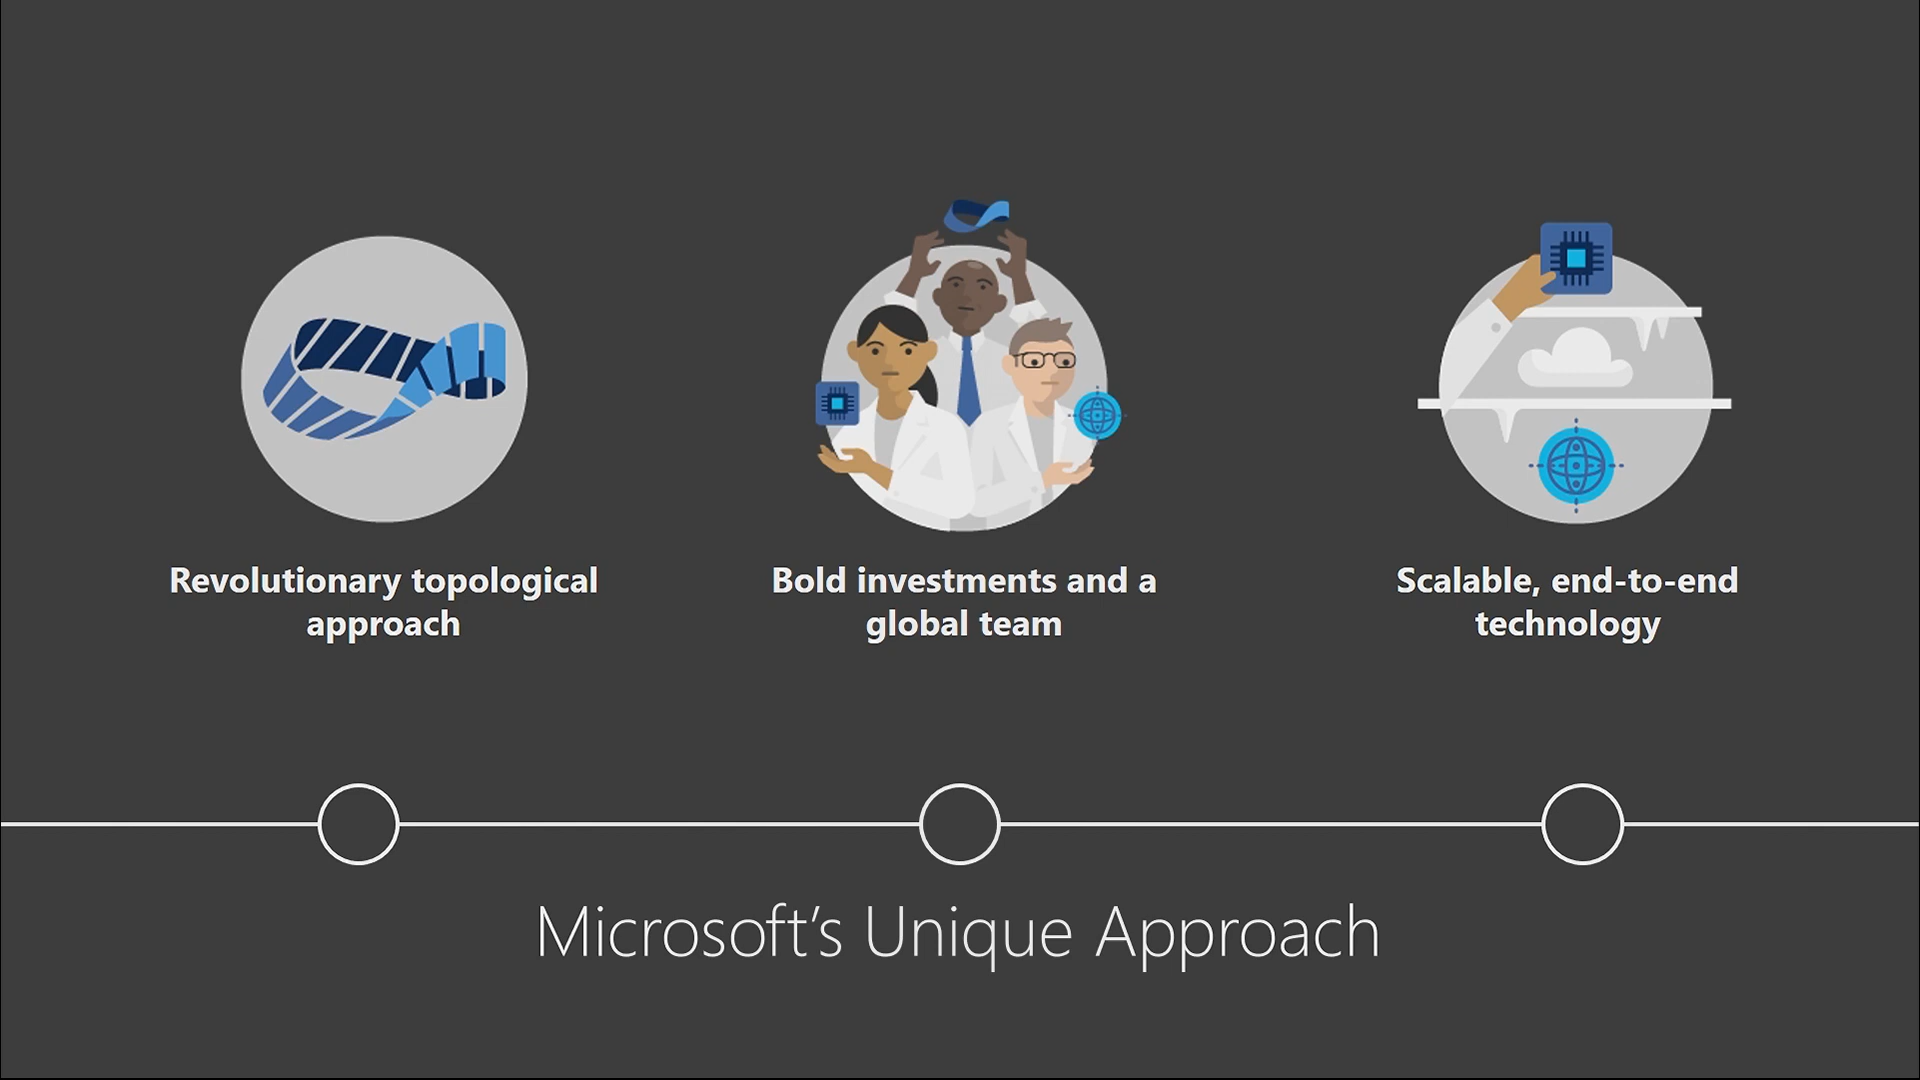 Revolutionary topological
approach
Bold investments and a
global team
Scalable, end-to-end
technology
Microsoft’s Unique Approach